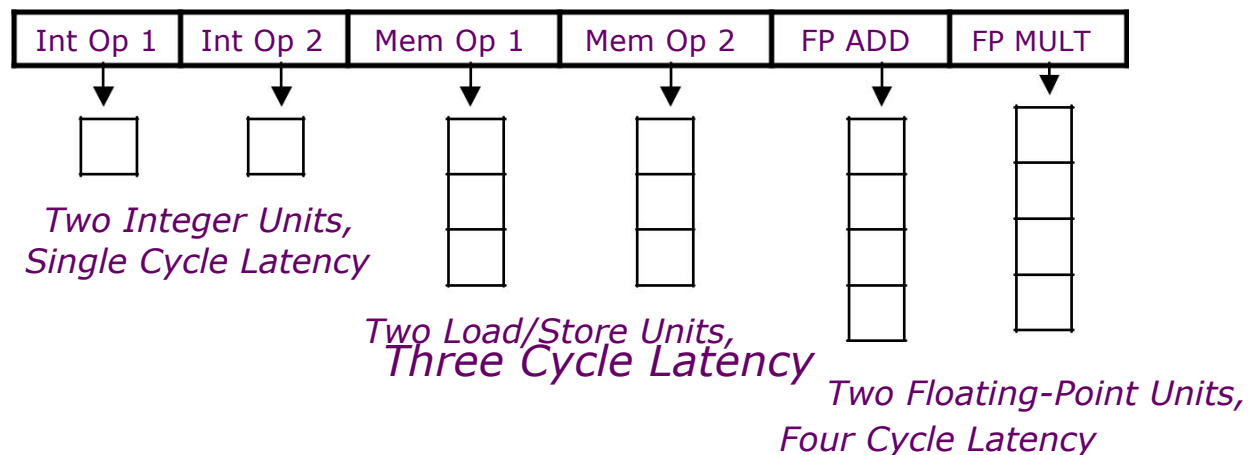 Int Op 1 Int Op 2 Mem Op 1 Mem Op 2 FP ADD FP MULT
Two Integer Units,
Single Cycle Latency
Two Load/Store Units,
Three Cycle Latency
Two Floating-Point Units,
Four Cycle Latency